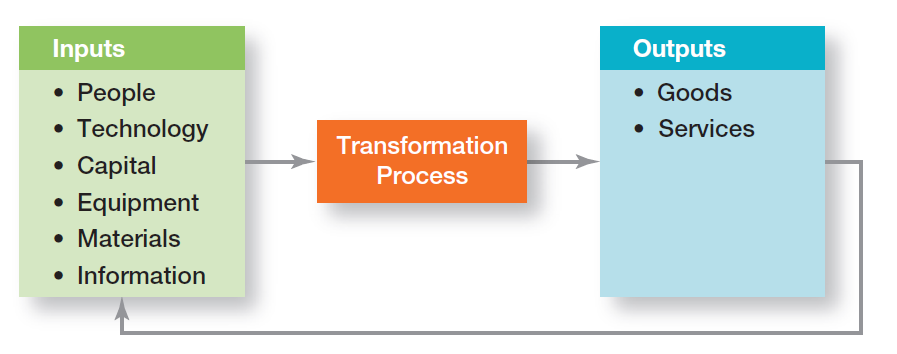 Inputs
• People
• Technology
• Capital
• Equipment
• Materials
• Information
Transformation
Process
Outputs
• Goods
• Services